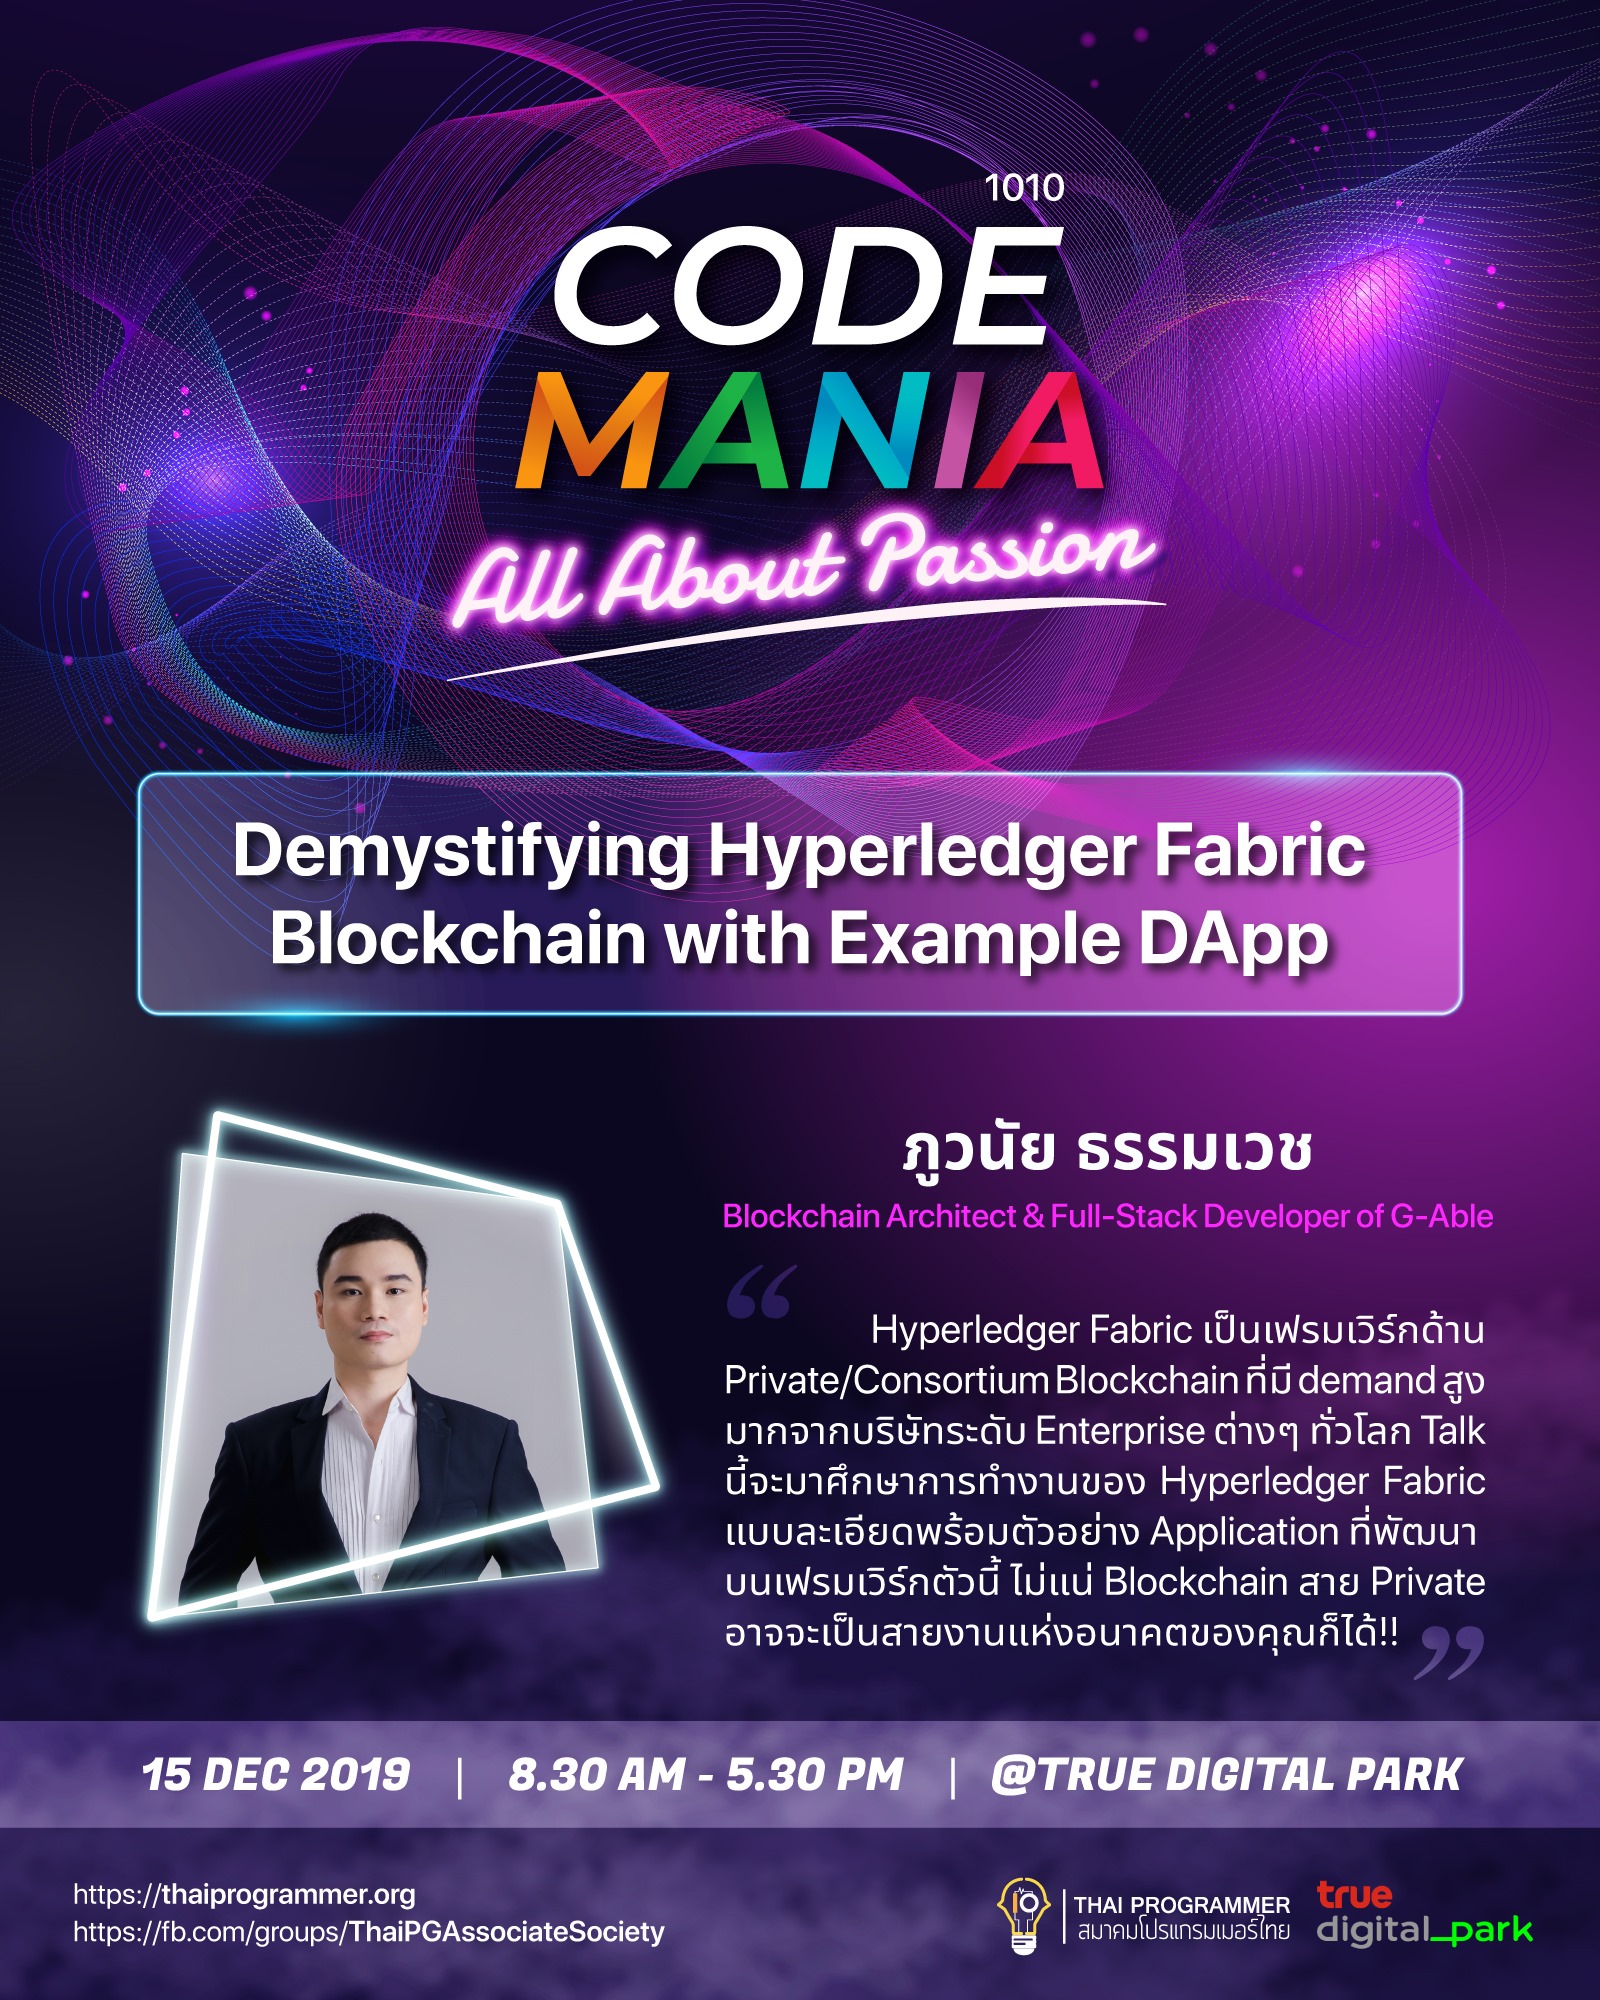 1010
CODE
MANIA
All About Passion
Demystifying Hyperledger Fabric
Blockchain with Example DApp
ภูวนัย ธรรมเวช
Blockchain Architect & Full-Stack Developer of G-Able
“
Hyperledger Fabric เป็นเฟรมเวิร์กด้าน
Private/Consortium Blockchain ที่มี demand สูง
มากจากบริษัทระดับ Enterprise ต่างๆ ทั่วโลก Talk
นี้จะมาศึกษาการทำงานของ Hyperledger Fabric
แบบละเอียดพร้อมตัวอย่าง Application ที่พัฒนา
บนเฟรมเวิร์กตัวนี้ ไม่แน่ Blockchain สาย Private
อาจจะเป็นสายงานแห่งอนาคตของคุณก็ได้!!
”
15 DEC 2019 | 8.30 AM - 5.30 PM | @TRUE DIGITAL PARK
https://thaiprogrammer.org
https://fb.com/groups/ThaiPGAssociateSociety
THAI PROGRAMMER
สมาคมโปรแกรมเมอร์ไทย
true
digital_park